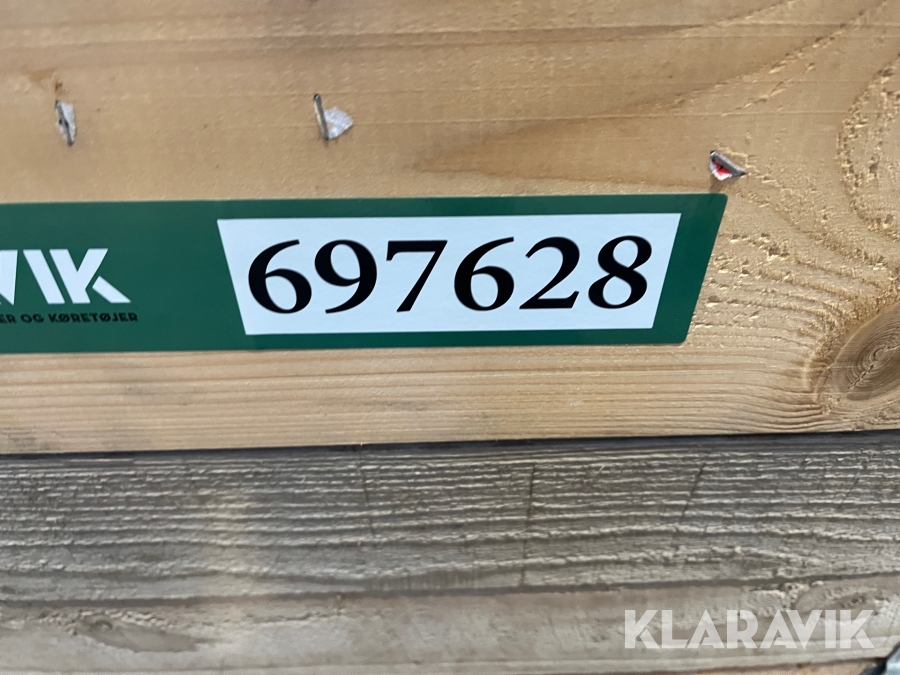 VIK
697628
ER OG KØRETØJER
KLARAVIK